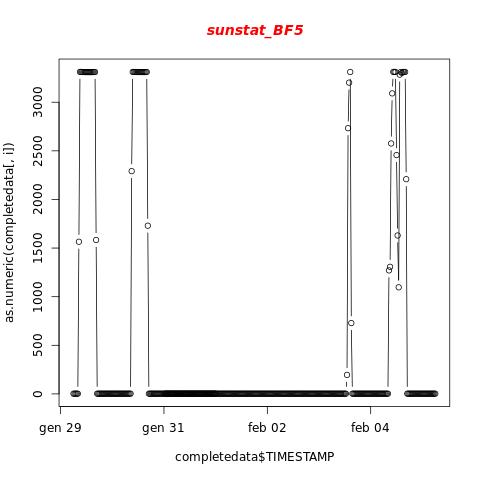 sunstat_BF5
as.numeric(completedata[, i])
3000
2500
2000
1500
1000
500
0
gen 29
gen 31
feb 02
feb 04
completedata$TIMESTAMP